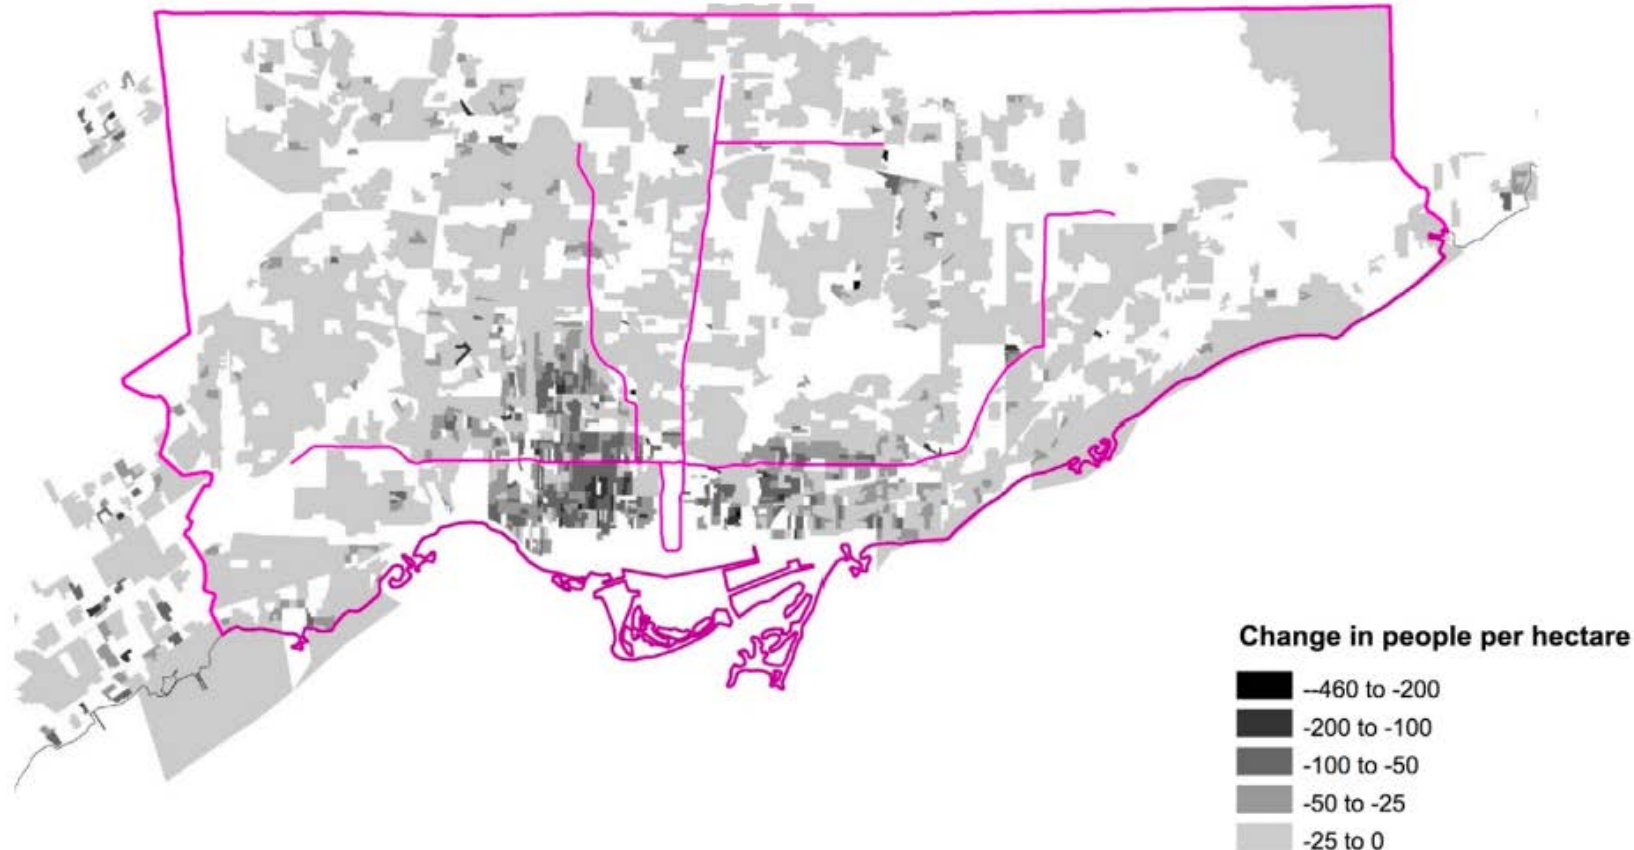 Change in people per hectare
--460 to -200
-200 to -100
-100 to -50
-50 to -25
-25 to 0